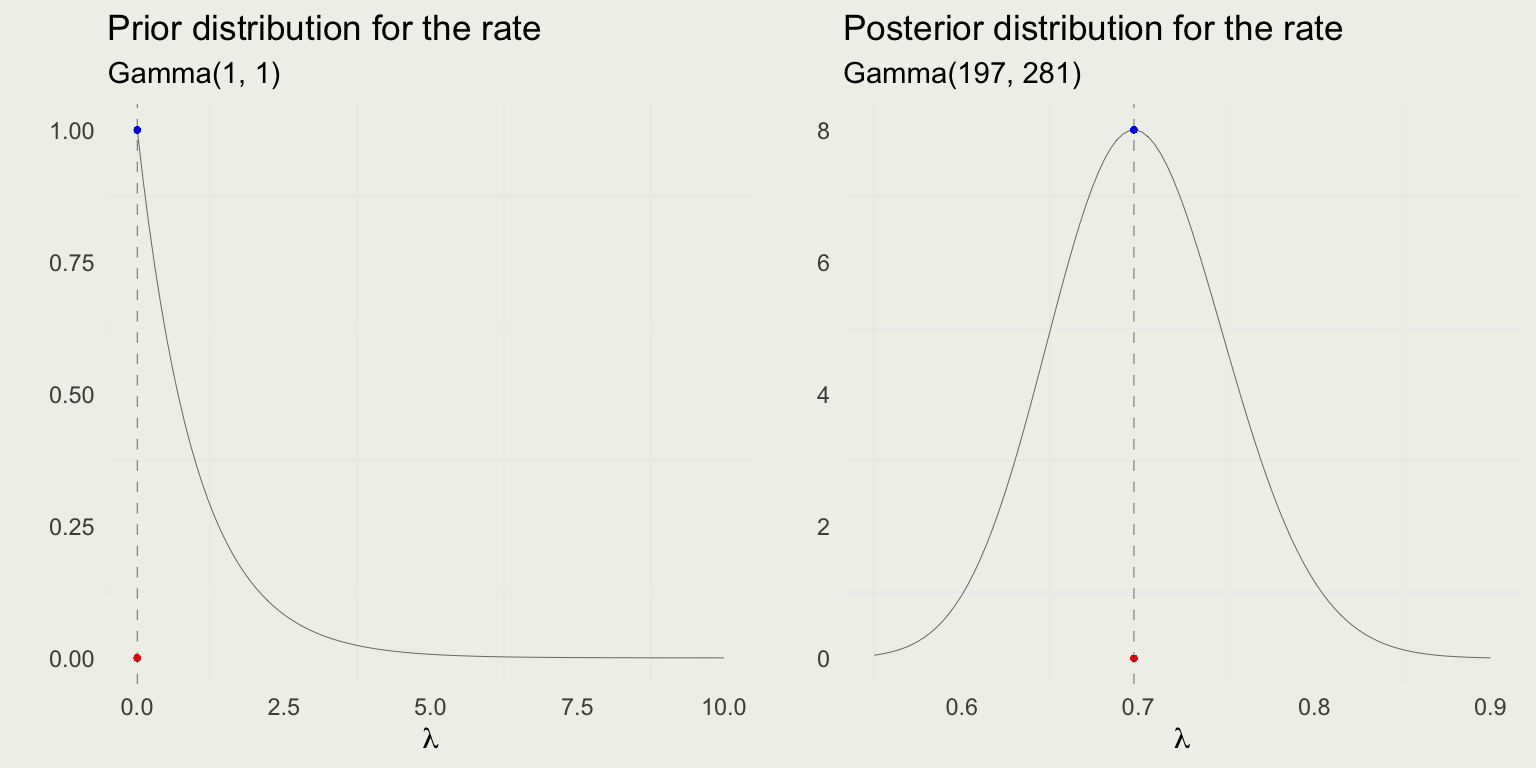 Prior distribution for the rate
Gamma(1, 1)
1.00
0.75
0.50
0.25
0.00
0.0 2.5 5.0 7.5 10.0
λ
Posterior distribution for the rate
Gamma(197, 281)
8
6
4
2
0
0.6 0.7 0.8 0.9
λ